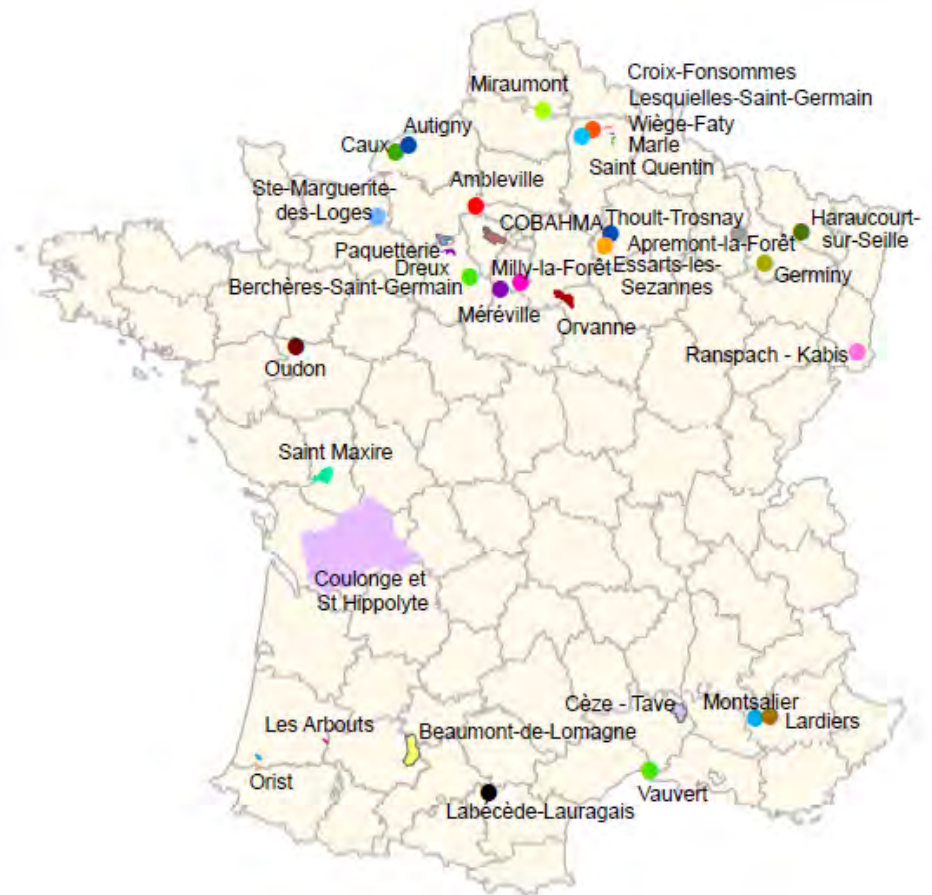 Croix-Fonsommes
Miraumont
Lesquielles-Saint-Germain
Wiège-Faty
Autigny
Marle
Caux
Saint Quentin
Ambleville
Ste-Marguerite-
des-Loges
COBAHMA
Thoult-Trosnay
Haraucourt-
sur-Seille
Paquetterie
Apremont-la-Forêt
Dreux
Milly-la-Forêt
Essarts-les-
Sezannes
Germiny
Berchères-Saint-Germain
Méréville
Orvanne
Ranspach - Kabis
Oudon
Saint Maxire
Coulonge et
St Hippolyte
Cèze - Tave
Montsalier
Lardiers
Les Arbouts
Beaumont-de-Lomagne
Orist
Vauvert
Labécède-Lauragais